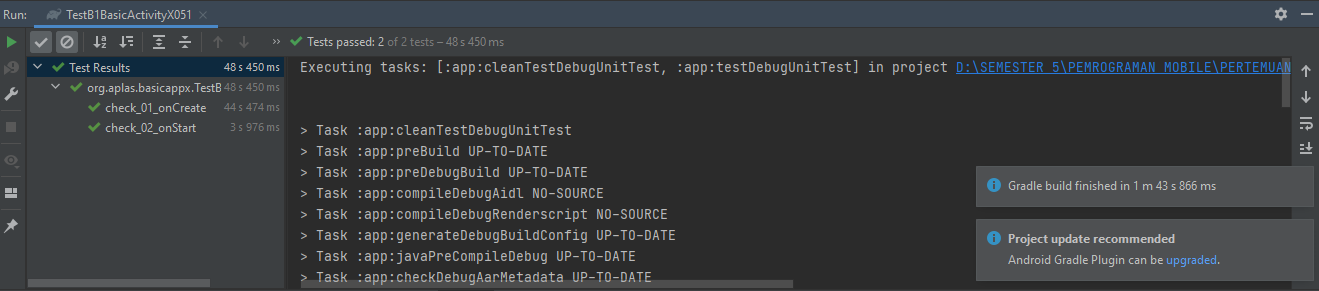 Run: TestB1BasicActivityX051
Tests passed: 2 of 2 tests – 48 s 450 ms
Test Results 48 s 450 ms
org.aplas.basicappx.TestB 48 s 450 ms
check_01_onCreate 44 s 474 ms
check_02_onStart 3 s 976 ms
Executing tasks: [:app:cleanTestDebugUnitTest, :app:testDebugUnitTest] in project D:\SEMESTER 5\PEMROGRAMAN MOBILE\PERTEMUAN
> Task :app:cleanTestDebugUnitTest
> Task :app:preBuild UP-TO-DATE
> Task :app:preDebugBuild UP-TO-DATE
> Task :app:compileDebugAidl NO-SOURCE
> Task :app:compileDebugRenderscript NO-SOURCE
> Task :app:generateDebugBuildConfig UP-TO-DATE
> Task :app:javaPreCompileDebug UP-TO-DATE
> Task :app:checkDebugAarMetadata UP-TO-DATE
Gradle build finished in 1 m 43 s 866 ms
Project update recommended
Android Gradle Plugin can be upgraded.